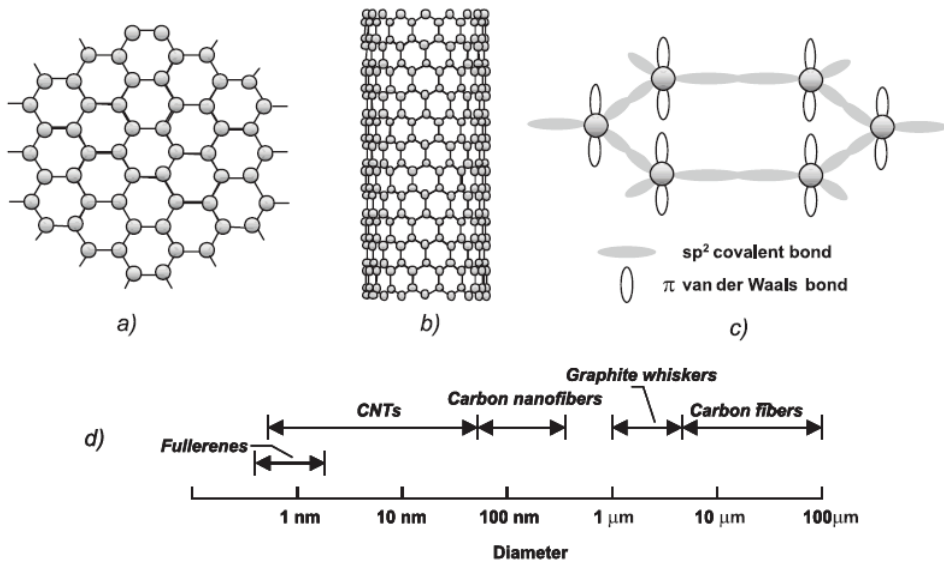 a)
b)
sp² covalent bond
π van der Waals bond
c)
d)
Graphite whiskers
CNTs
Carbon nanofibers
Carbon fibers
Fullerenes
1 nm 10 nm 100 nm 1 μm 10 μm 100μm
Diameter